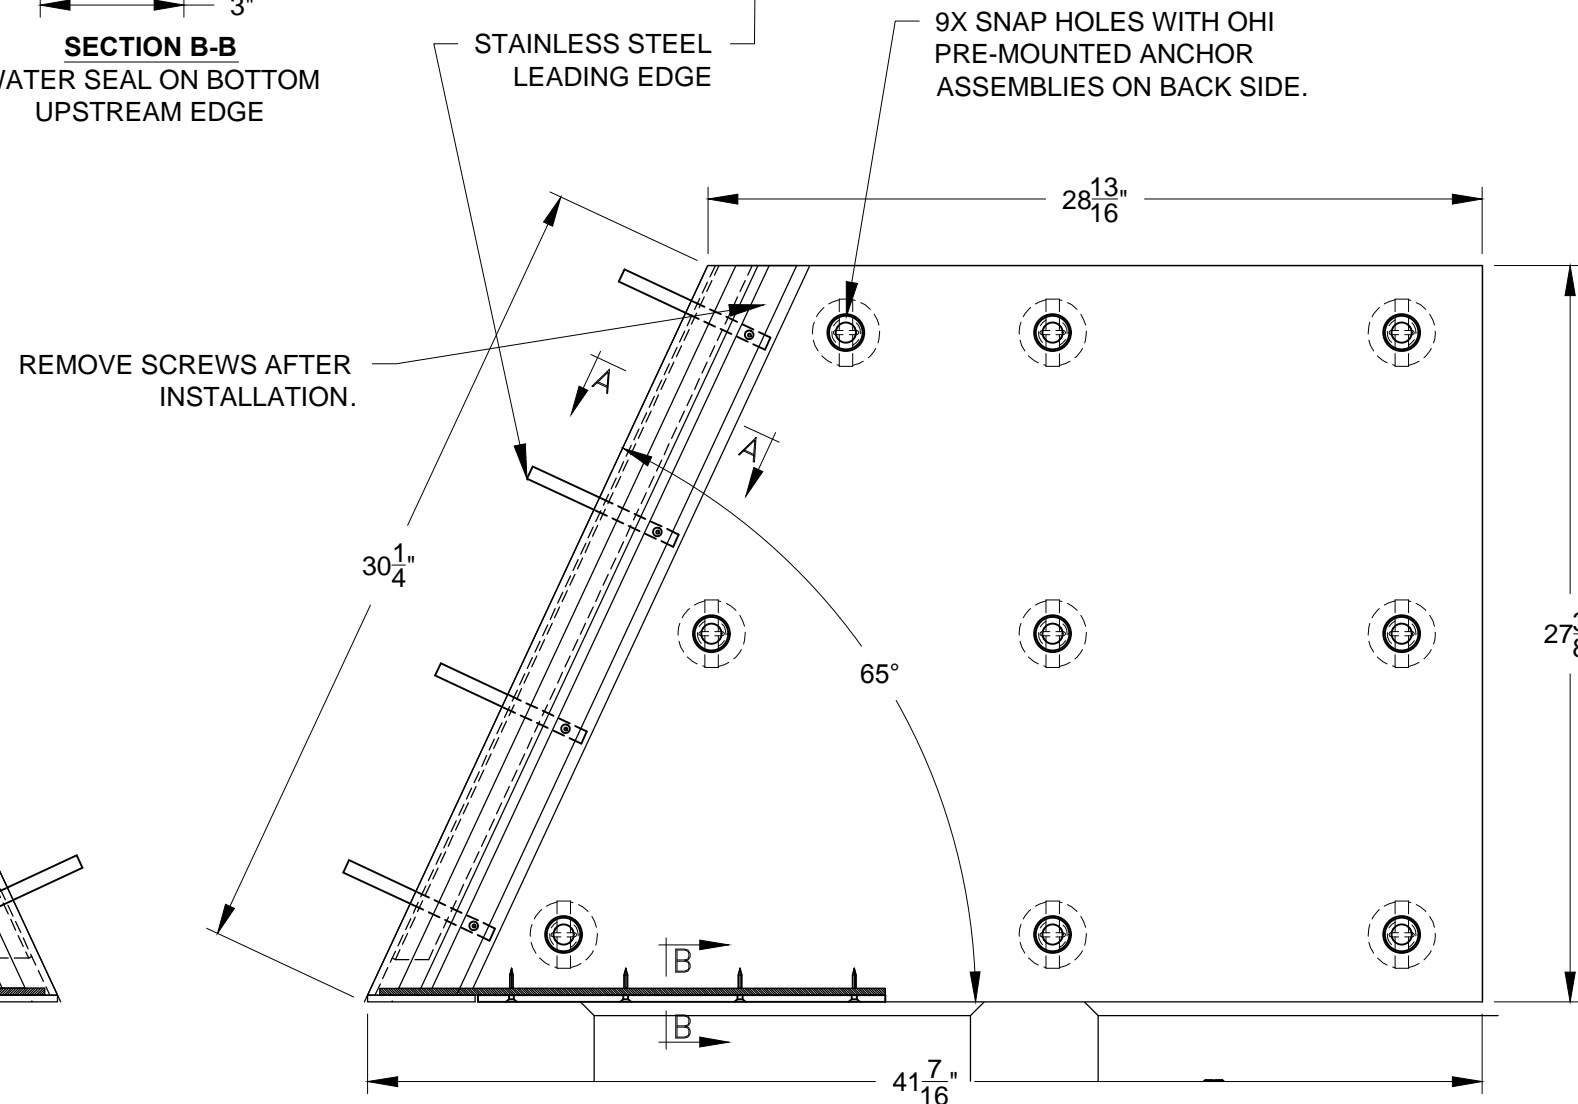 3"
SECTION B-B
WATER SEAL ON BOTTOM
UPSTREAM EDGE
STAINLESS STEEL
LEADING EDGE
9X SNAP HOLES WITH OHI
PRE-MOUNTED ANCHOR
ASSEMBLIES ON BACK SIDE.
28 13/16"
REMOVE SCREWS AFTER
INSTALLATION.
A
A
30 1/4"
65°
27
B
B
41 7/16"